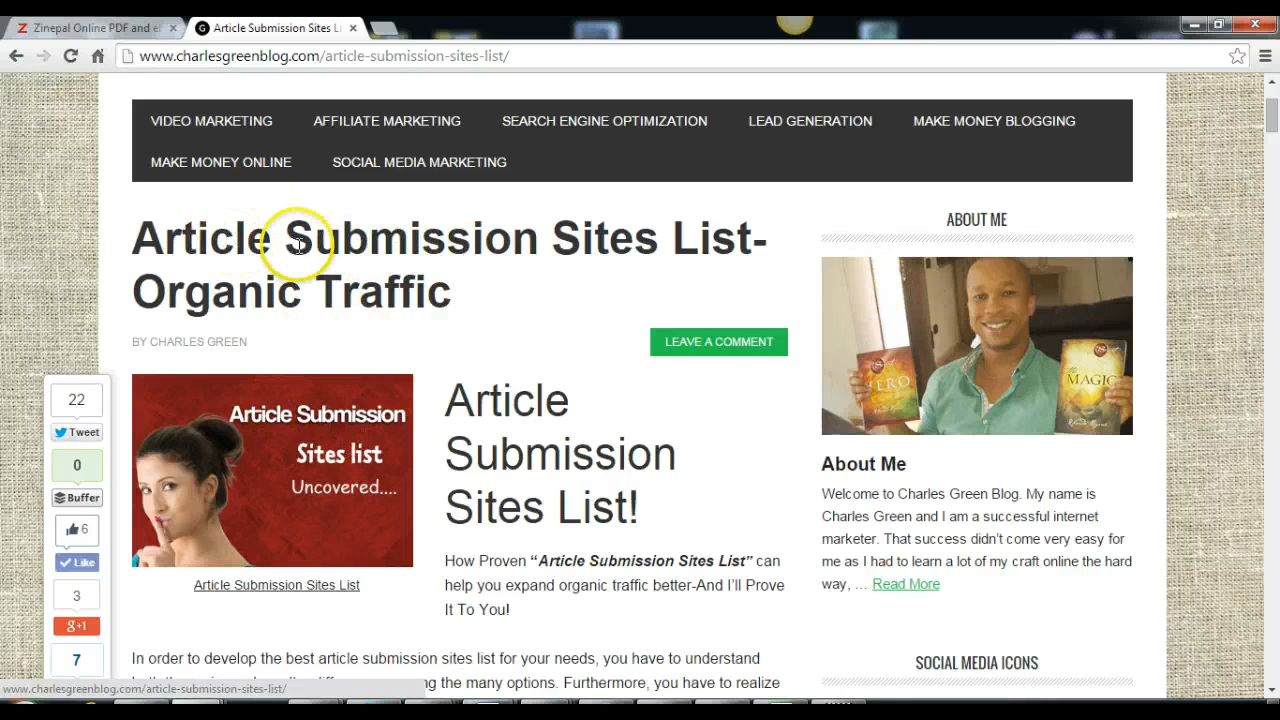 Zinepal Online PDF and e
Article Submission Sites Li
www.charlesgreenblog.com/article-submission-sites-list/
VIDEO MARKETING
AFFILIATE MARKETING
SEARCH ENGINE OPTIMIZATION
LEAD GENERATION
MAKE MONEY BLOGGING
MAKE MONEY ONLINE
SOCIAL MEDIA MARKETING
Article Submission Sites List-
Organic Traffic
BY CHARLES GREEN
LEAVE A COMMENT
22
Tweet
0
Buffer
6
Like
3
g+1
7
Article Submission
Sites list
Uncovered....
Article Submission Sites List
Article
Submission
Sites List!
How Proven “Article Submission Sites List” can
help you expand organic traffic better-And I’ll Prove
It To You!
In order to develop the best article submission sites list for your needs, you have to understand
the many options. Furthermore, you have to realize
ABOUT ME
HERO
The MAGIC
About Me
Welcome to Charles Green Blog. My name is
Charles Green and I am a successful internet
marketer. That success didn’t come very easy for
me as I had to learn a lot of my craft online the hard
way, … Read More
SOCIAL MEDIA ICONS
www.charlesgreenblog.com/article-submission-sites-list/